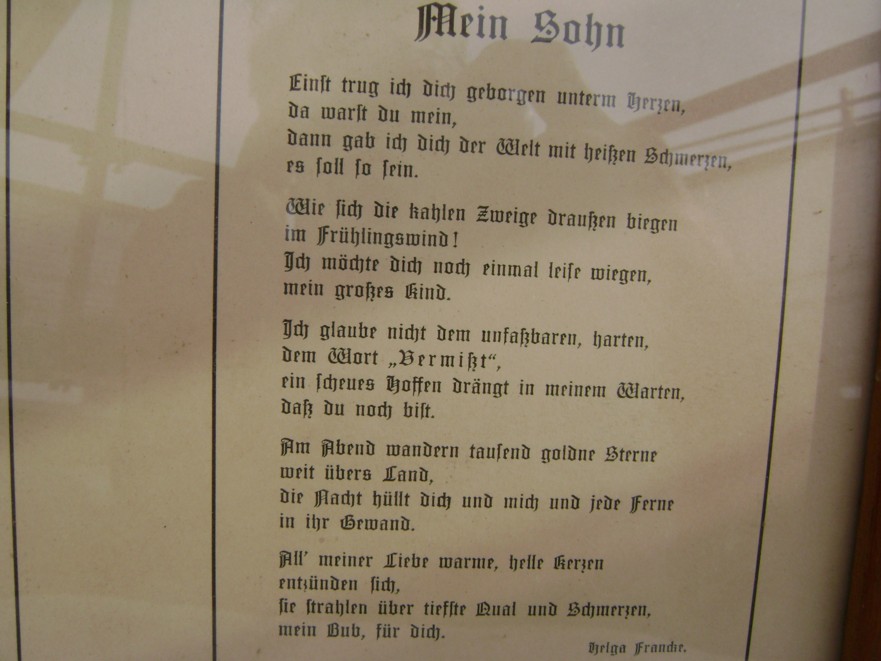 Mein Sohn
Einst trug ich dich geborgen unterm Herzen,
da warst du mein,
dann gab ich dich der Welt mit heißen Schmerzen,
es soll so sein.
Wie sich die kahlen Zweige draußen biegen
im Frühlingswind!
Ich möchte dich noch einmal leise wiegen,
mein großes Kind.
Ich glaube nicht dem unfaßbaren, harten,
dem Wort „Vermißt“,
ein scheues Hoffen drängt in meinem Warten,
daß du noch bist.
Am Abend wandern tausend goldne Sterne
weit übers Land,
die Nacht hüllt dich und mich und jede Ferne
in ihr Gewand.
All' meiner Liebe warme, helle Kerzen
entzünden sich,
sie strahlen über tiefste Qual und Schmerzen,
mein Bub, für dich.
Helga Francke.